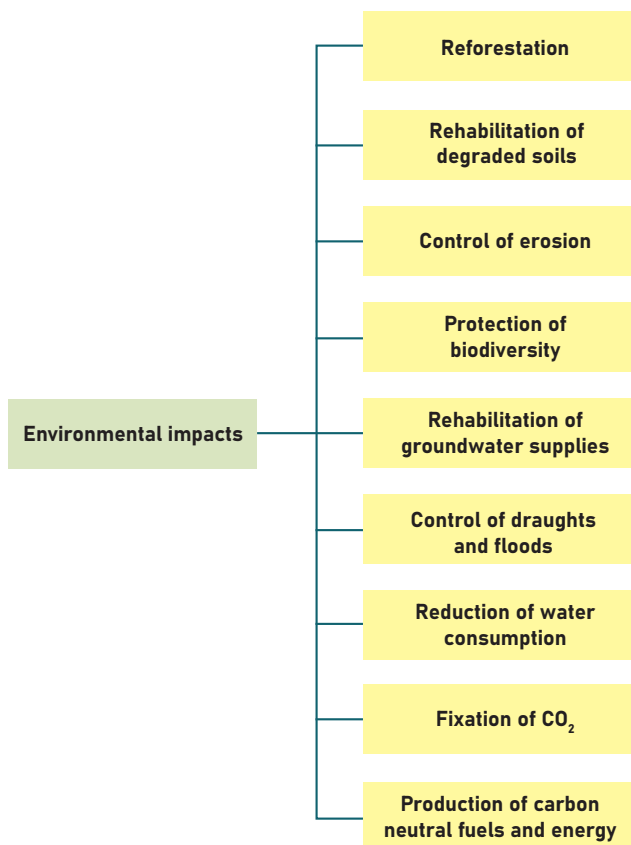 Reforestation
Rehabilitation of
degraded soils
Control of erosion
Protection of
biodiversity
Environmental impacts
Rehabilitation of
groundwater supplies
Control of draughts
and floods
Reduction of water
consumption
Fixation of CO₂
Production of carbon
neutral fuels and energy